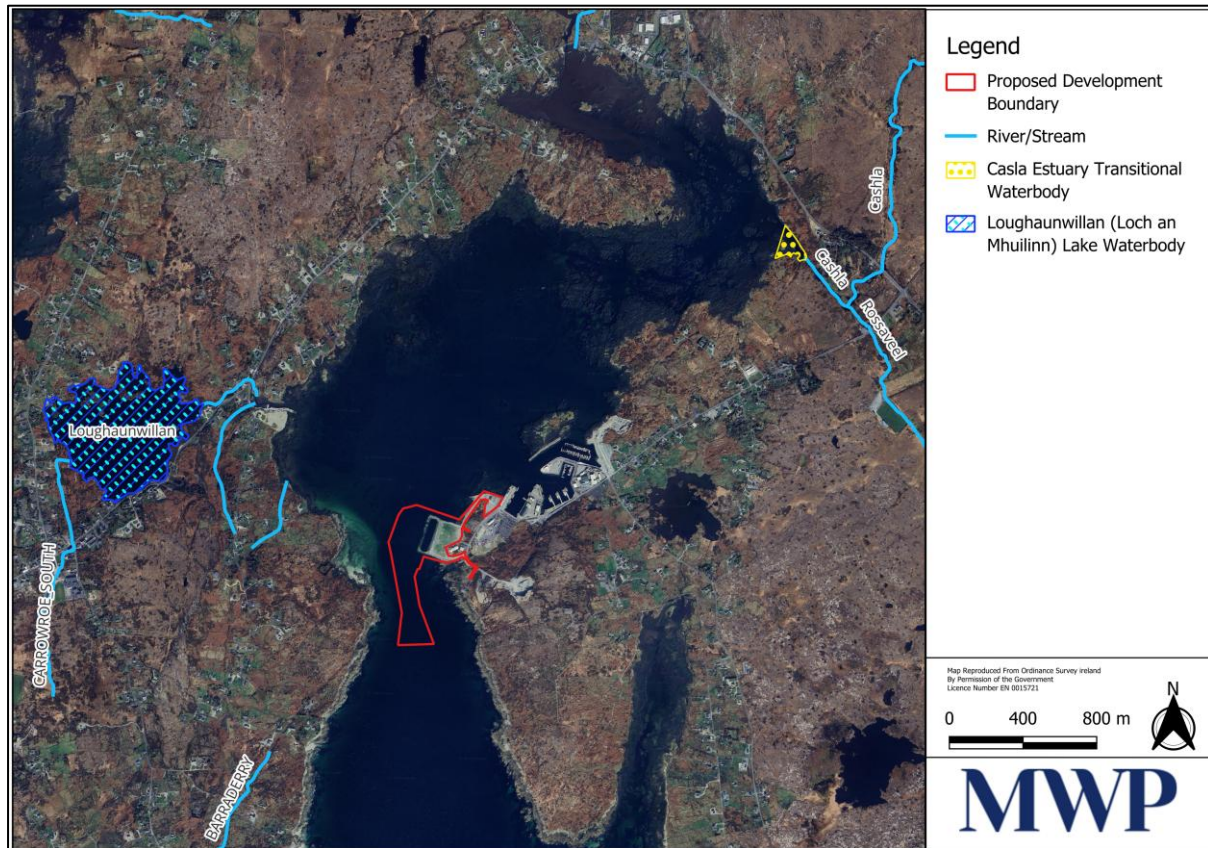 Legend
Proposed Development
Boundary
River/Stream
Casla Estuary Transitional
Waterbody
Loughaunwillan (Loch an
Mhuilinn) Lake Waterbody
Cashla
Cashla
Rossaveel
Loughaunwillan
CARROWROE_SOUTH
BARRADERRY
Map Reproduced From Ordinance Survey ireland
By Permission of the Government
Licence Number EN 0015721
N
0 400 800 m
MWP